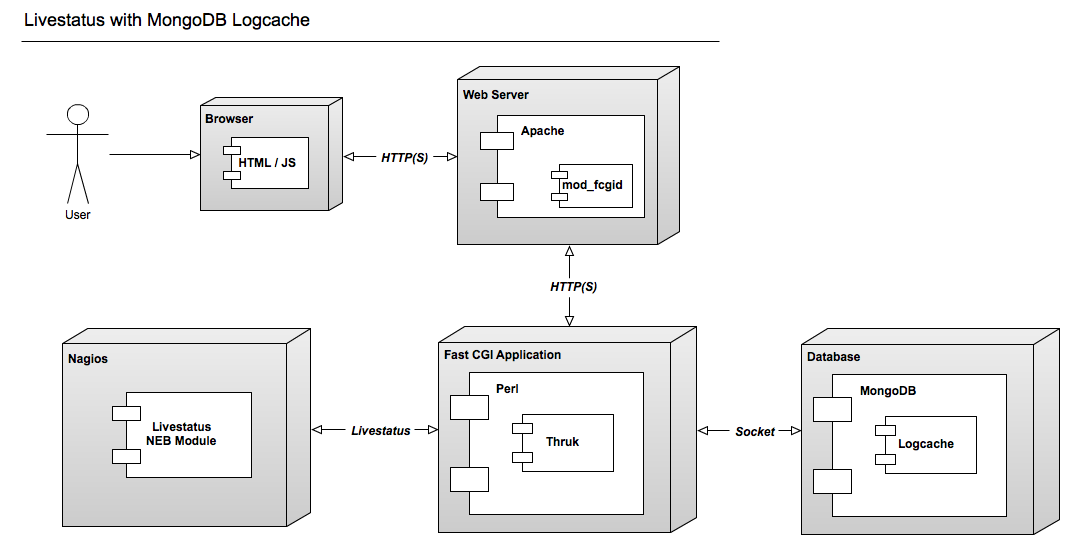 Livestatus with MongoDB Logcache
Web Server
Browser
Apache
HTML / JS
HTTP(S)
mod_fcgid
User
HTTP(S)
Nagios
Fast CGI Application
Database
Perl
MongoDB
Livestatus
NEB Module
Livestatus
Thruk
Socket
Logcache